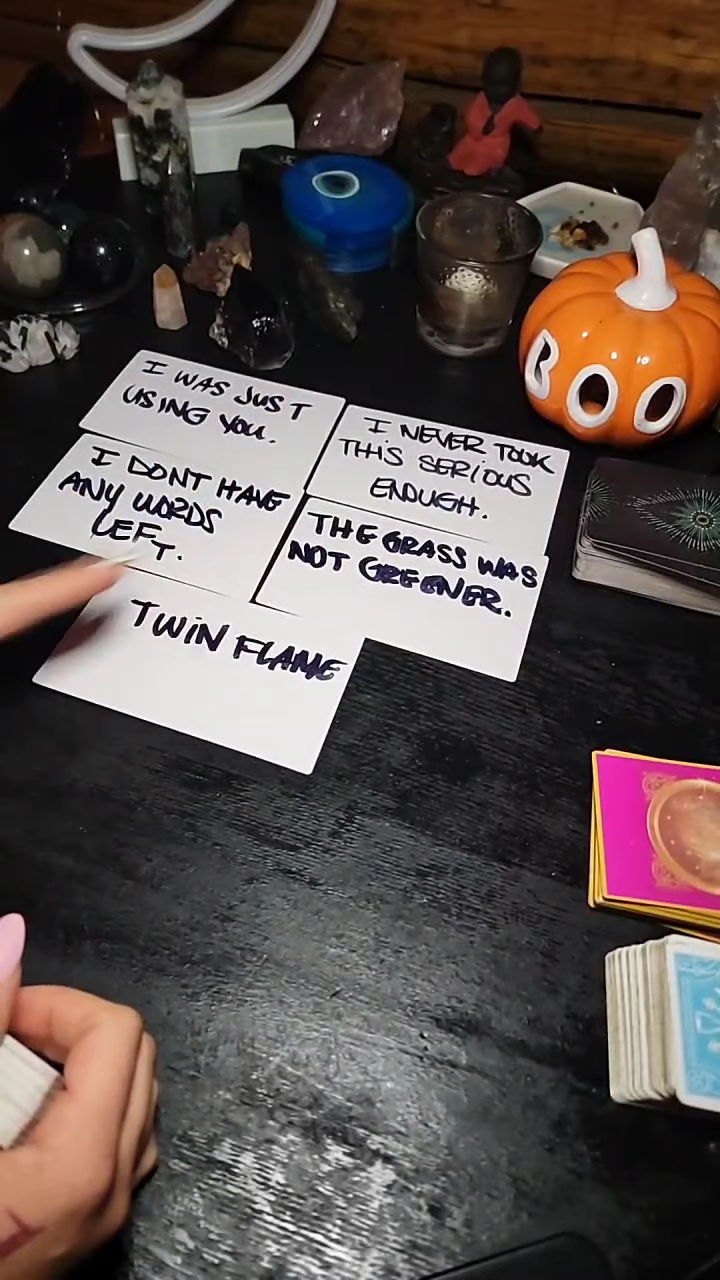 I WAS JUST
USING YOU.
I NEVER TOOK
THIS SERIOUS
ENOUGH.
I DONT HAVE
ANY WORDS
LEFT.
THE GRASS WAS
NOT GREENER.
TWIN FLAME
BOO